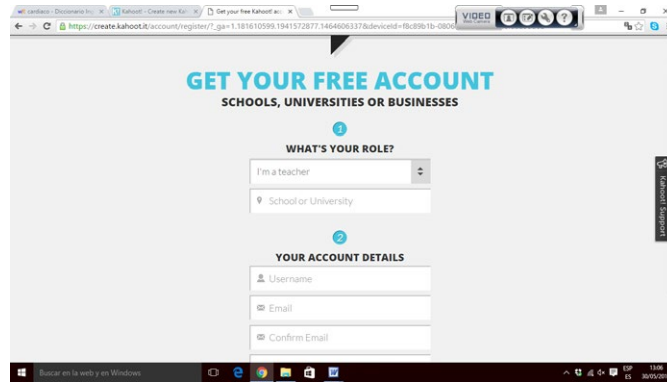 cardiaco - Diccionario Ing
Kahoot! - Create new Kah
Get your free Kahoot! acc
VIDEO
https://create.kahoot.it/account/register/?_ga=1.181610599.1941572877.1464606337&deviceId=f8c89b1b-0806
GET YOUR FREE ACCOUNT
SCHOOLS, UNIVERSITIES OR BUSINESSES
1
WHAT'S YOUR ROLE?
I'm a teacher
School or University
Kahoot! Support
2
YOUR ACCOUNT DETAILS
Username
Email
Confirm Email
Buscar en la web y en Windows
ESP
ES
13:06